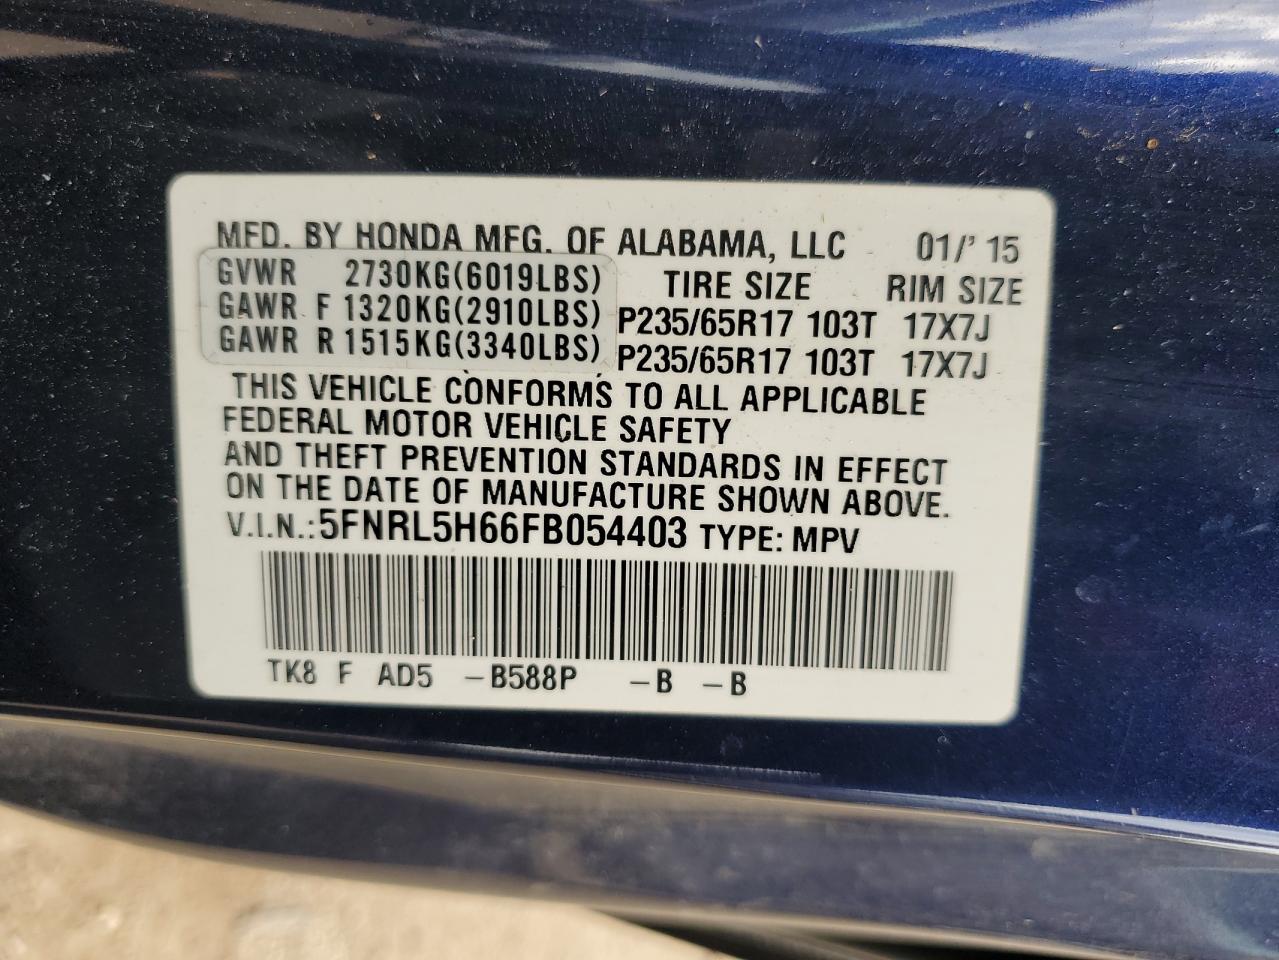 MFD. BY HONDA MFG. OF ALABAMA, LLC 01/' 15
GVWR 2730KG(6019LBS) TIRE SIZE RIM SIZE
GAWR F 1320KG(2910LBS) P235/65R17 103T 17X7J
GAWR R 1515KG(3340LBS) P235/65R17 103T 17X7J
THIS VEHICLE CONFORMS TO ALL APPLICABLE
FEDERAL MOTOR VEHICLE SAFETY
AND THEFT PREVENTION STANDARDS IN EFFECT
ON THE DATE OF MANUFACTURE SHOWN ABOVE.
V.I.N.: 5FNRL5H66FB054403 TYPE: MPV
TK8 F AD5 -B588P -B -B